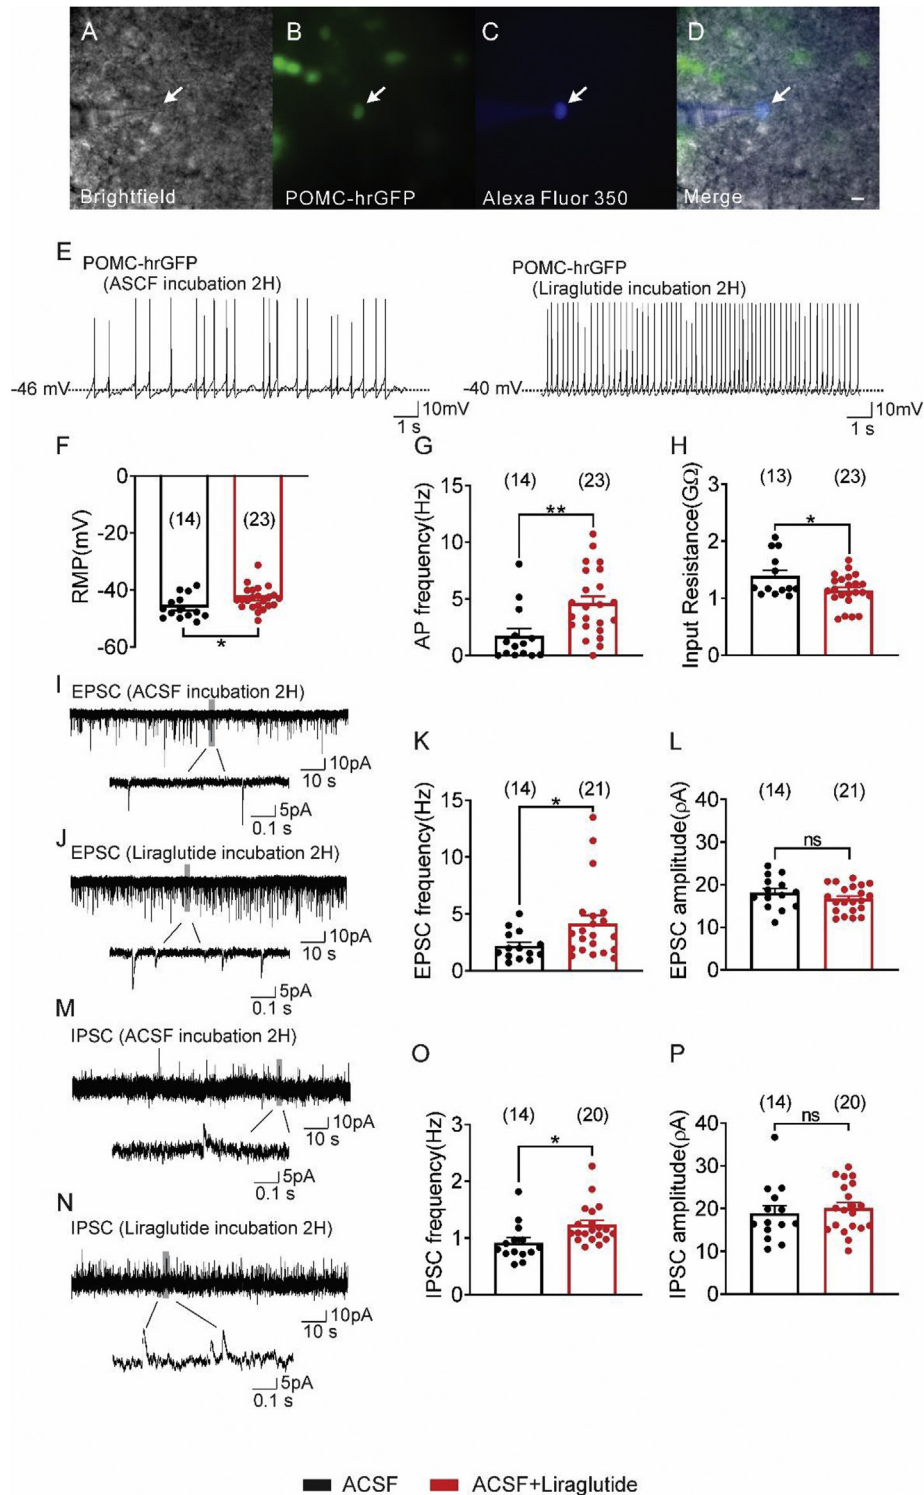 A
Brightfield
B
POMC-hrGFP
C
Alexa Fluor 350
D
Merge
E
POMC-hrGFP
(ASCF incubation 2H)
-46 mV
10mV
1 s
POMC-hrGFP
(Liraglutide incubation 2H)
-40 mV
10mV
1 s
F
RMP(mV)
0
-20
-40
-60
(14)
(23)
*
G
AP frequency(Hz)
15
10
5
0
(14)
(23)
**
H
Input Resistance(GΩ)
3
2
1
0
(13)
(23)
*
I
EPSC (ACSF incubation 2H)
10pA
10 s
5pA
0.1 s
J
EPSC (Liraglutide incubation 2H)
10pA
10 s
5pA
0.1 s
K
EPSC frequency(Hz)
15
10
5
0
(14)
(21)
*
L
EPSC amplitude(ρA)
40
30
20
10
0
(14)
(21)
ns
M
IPSC (ACSF incubation 2H)
10pA
10 s
5pA
0.1 s
N
IPSC (Liraglutide incubation 2H)
10pA
10 s
5pA
0.1 s
O
IPSC frequency(Hz)
3
2
1
0
(14)
(20)
*
P
IPSC amplitude(ρA)
40
30
20
10
0
(14)
(20)
ns
ACSF
ACSF+Liraglutide